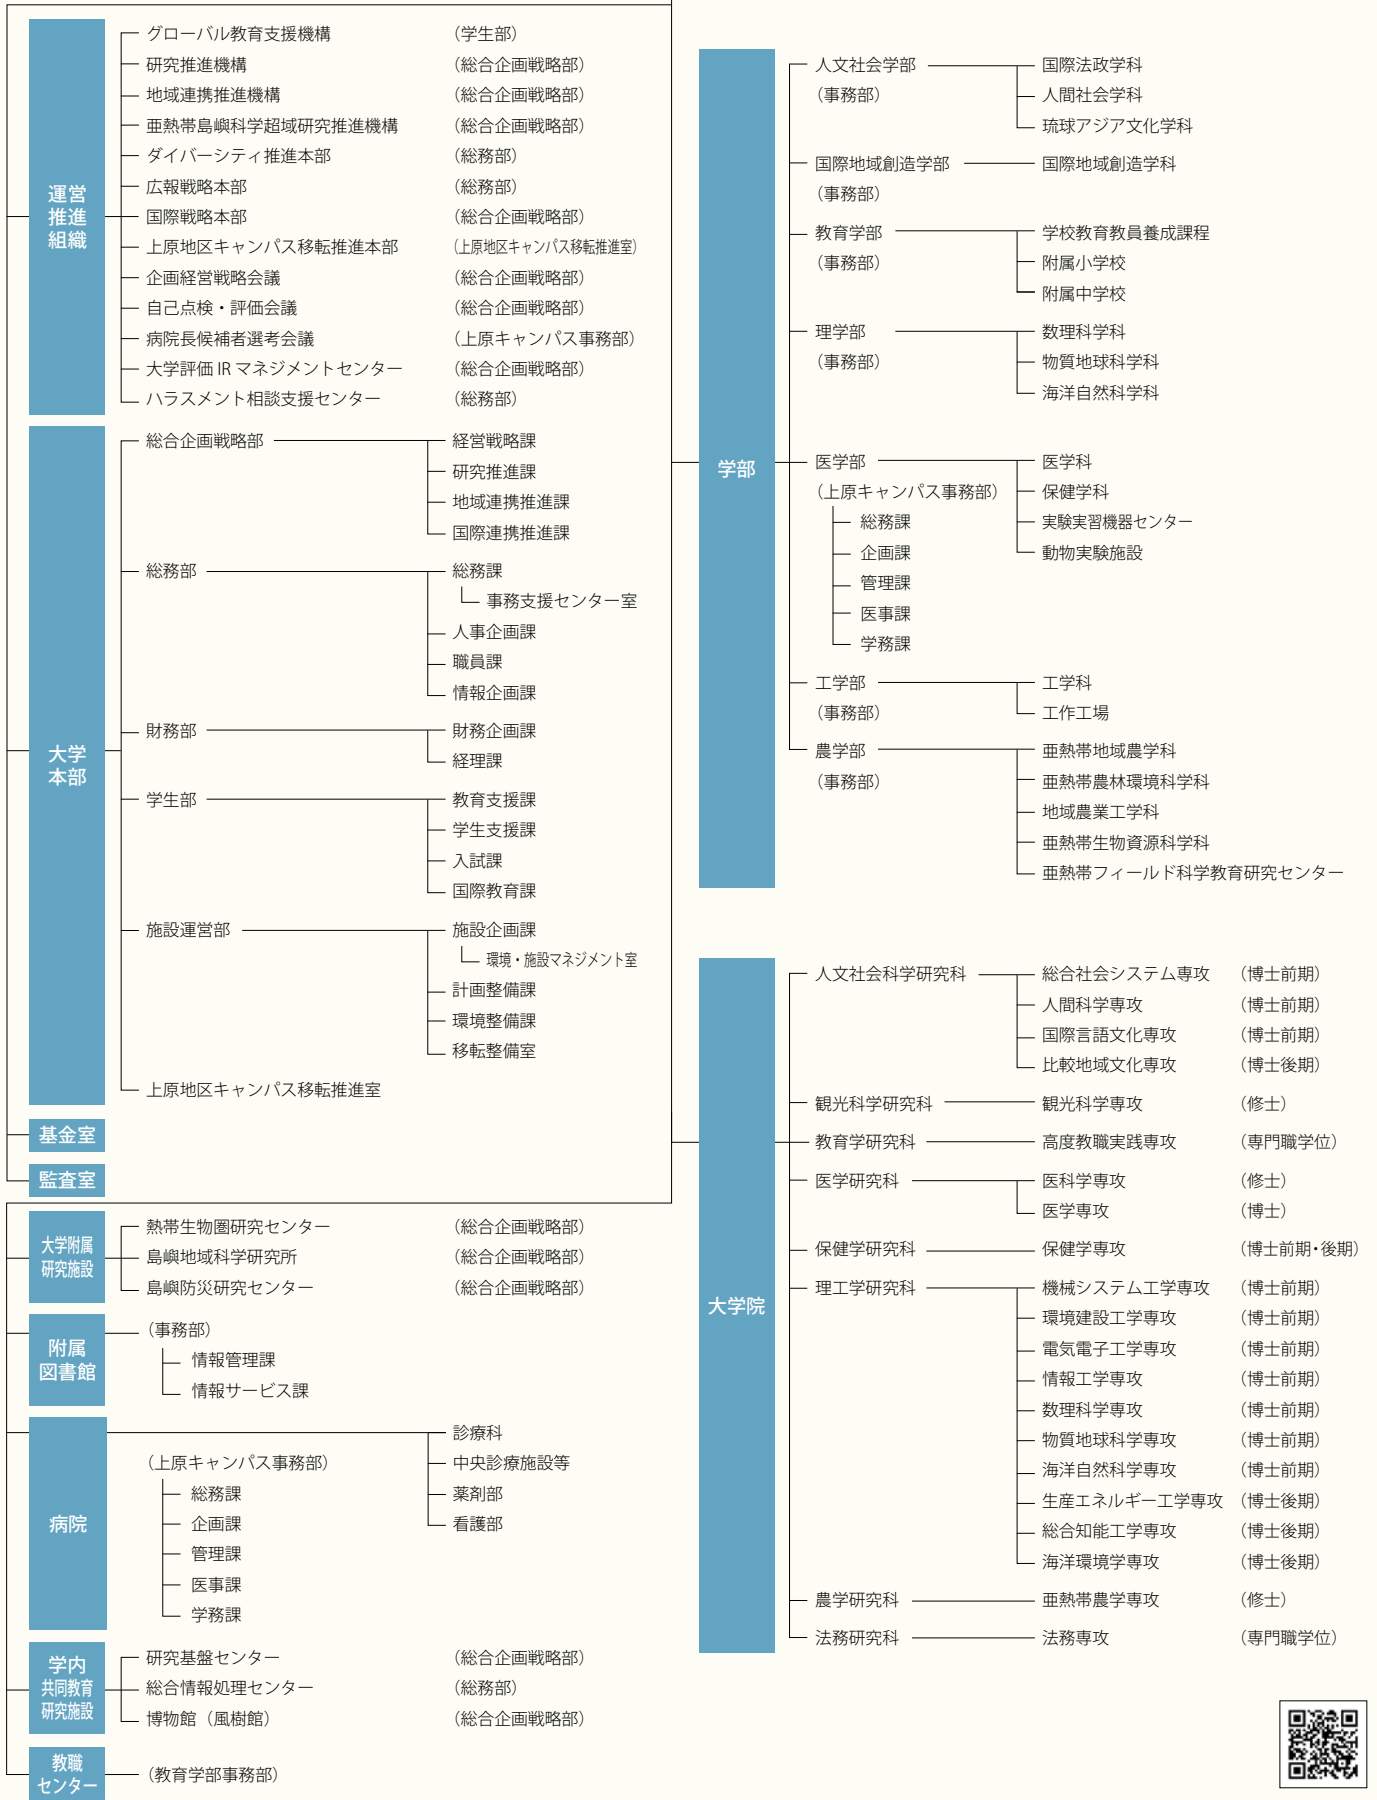 運営
推進
組織
グローバル教育支援機構 (学生部)
研究推進機構 (総合企画戦略部)
地域連携推進機構 (総合企画戦略部)
亜熱帯島嶼科学超域研究推進機構 (総合企画戦略部)
ダイバーシティ推進本部 (総務部)
広報戦略本部 (総務部)
国際戦略本部 (総合企画戦略部)
上原地区キャンパス移転推進本部 (上原地区キャンパス移転推進室)
企画経営戦略会議 (総合企画戦略部)
自己点検・評価会議 (総合企画戦略部)
病院長候補者選考会議 (上原キャンパス事務部)
大学評価 IR マネジメントセンター (総合企画戦略部)
ハラスメント相談支援センター (総務部)
大学
本部
総合企画戦略部 経営戦略課
研究推進課
地域連携推進課
国際連携推進課
総務部 総務課
事務支援センター室
人事企画課
職員課
情報企画課
財務部 財務企画課
経理課
学生部 教育支援課
学生支援課
入試課
国際教育課
施設運営部 施設企画課
環境・施設マネジメント室
計画整備課
環境整備課
移転整備室
上原地区キャンパス移転推進室
基金室
監査室
大学附属
研究施設
熱帯生物圏研究センター (総合企画戦略部)
島嶼地域科学研究所 (総合企画戦略部)
島嶼防災研究センター (総合企画戦略部)
附属
図書館
(事務部)
情報管理課
情報サービス課
病院
診療科
(上原キャンパス事務部) 中央診療施設等
総務課 薬剤部
企画課 看護部
管理課
医事課
学務課
学内
共同教育
研究施設
研究基盤センター (総合企画戦略部)
総合情報処理センター (総務部)
博物館（風樹館） (総合企画戦略部)
教職
センター
(教育学部事務部)
学部
人文社会学部 国際法政学科
(事務部) 人間社会学科
琉球アジア文化学科
国際地域創造学部 国際地域創造学科
(事務部)
教育学部 学校教育教員養成課程
(事務部) 附属小学校
附属中学校
理学部 数理科学科
(事務部) 物質地球科学科
海洋自然科学科
医学部 医学科
(上原キャンパス事務部) 保健学科
総務課 実験実習機器センター
企画課 動物実験施設
管理課
医事課
学務課
工学部 工学科
(事務部) 工作工場
農学部 亜熱帯地域農学科
(事務部) 亜熱帯農林環境科学科
地域農業工学科
亜熱帯生物資源科学科
亜熱帯フィールド科学教育研究センター
大学院
人文社会科学研究科 総合社会システム専攻 (博士前期)
人間科学専攻 (博士前期)
国際言語文化専攻 (博士前期)
比較地域文化専攻 (博士後期)
観光科学研究科 観光科学専攻 (修士)
教育学研究科 高度教職実践専攻 (専門職学位)
医学研究科 医科学専攻 (修士)
医学専攻 (博士)
保健学研究科 保健学専攻 (博士前期・後期)
理工学研究科 機械システム工学専攻 (博士前期)
環境建設工学専攻 (博士前期)
電気電子工学専攻 (博士前期)
情報工学専攻 (博士前期)
数理科学専攻 (博士前期)
物質地球科学専攻 (博士前期)
海洋自然科学専攻 (博士前期)
生産エネルギー工学専攻 (博士後期)
総合知能工学専攻 (博士後期)
海洋環境学専攻 (博士後期)
農学研究科 亜熱帯農学専攻 (修士)
法務研究科 法務専攻 (専門職学位)